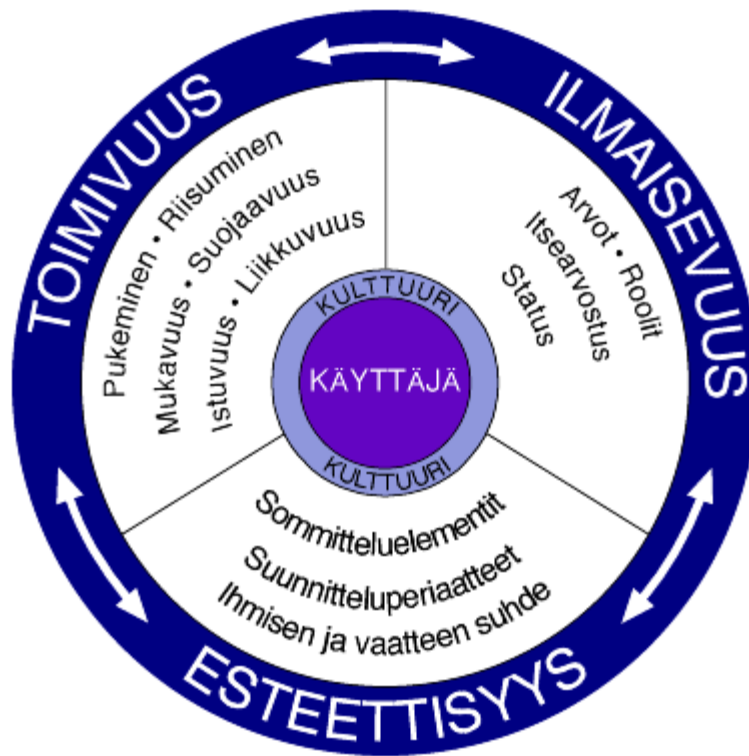 TOIMIVUUS
Pukeminen • Riisuminen
Mukavuus • Suojaavuus
Istuvuus • Liikkuvuus
ILMAISEVUUS
Arvot • Roolit
Itsearvostus
Status
KULTTUURI
KÄYTTÄJÄ
KULTTUURI
Sommitteluelementit
Suunnitteluperiaatteet
Ihmisen ja vaatteen suhde
ESTEETTISYYS